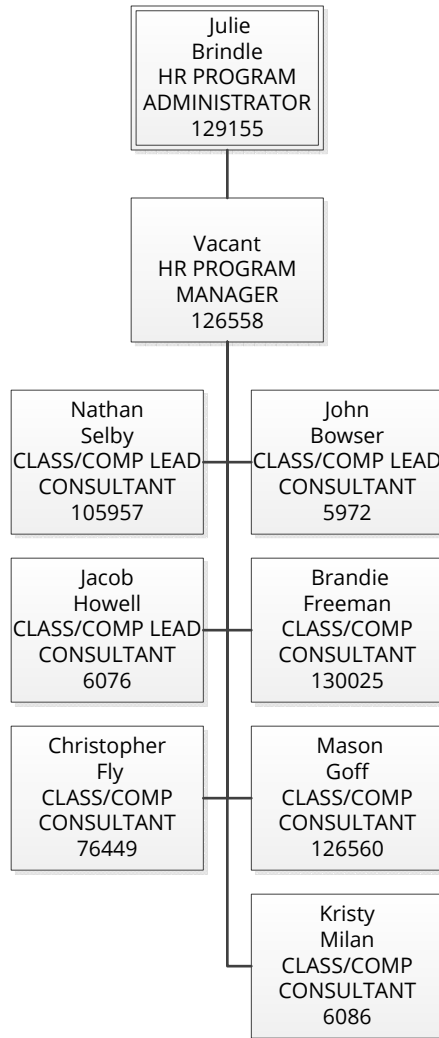 Julie
Brindle
HR PROGRAM
ADMINISTRATOR
129155
Vacant
HR PROGRAM
MANAGER
126558
Nathan
Selby
CLASS/COMP LEAD
CONSULTANT
105957
John
Bowser
CLASS/COMP LEAD
CONSULTANT
5972
Jacob
Howell
CLASS/COMP LEAD
CONSULTANT
6076
Brandie
Freeman
CLASS/COMP
CONSULTANT
130025
Christopher
Fly
CLASS/COMP
CONSULTANT
76449
Mason
Goff
CLASS/COMP
CONSULTANT
126560
Kristy
Milan
CLASS/COMP
CONSULTANT
6086